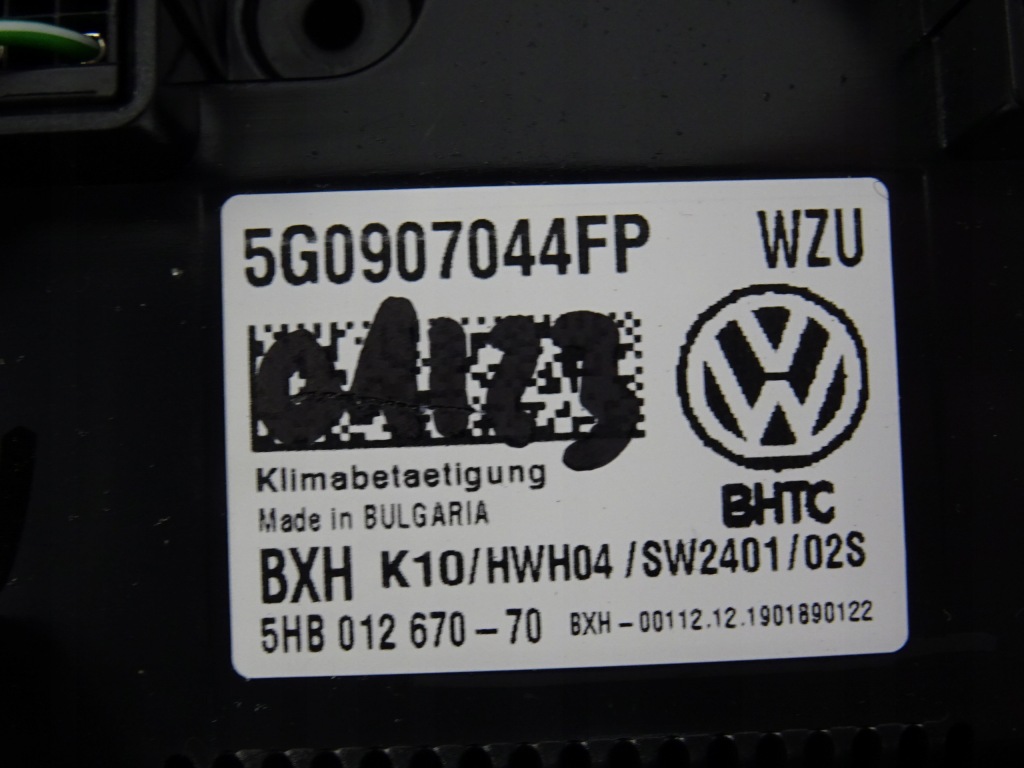 5G0907044FP WZU
Klimabetaetigung
Made in BULGARIA
BHTC
BXH K10/HWH04/SW2401/02S
5HB 012 670-70 BXH-00112.12.1901890122